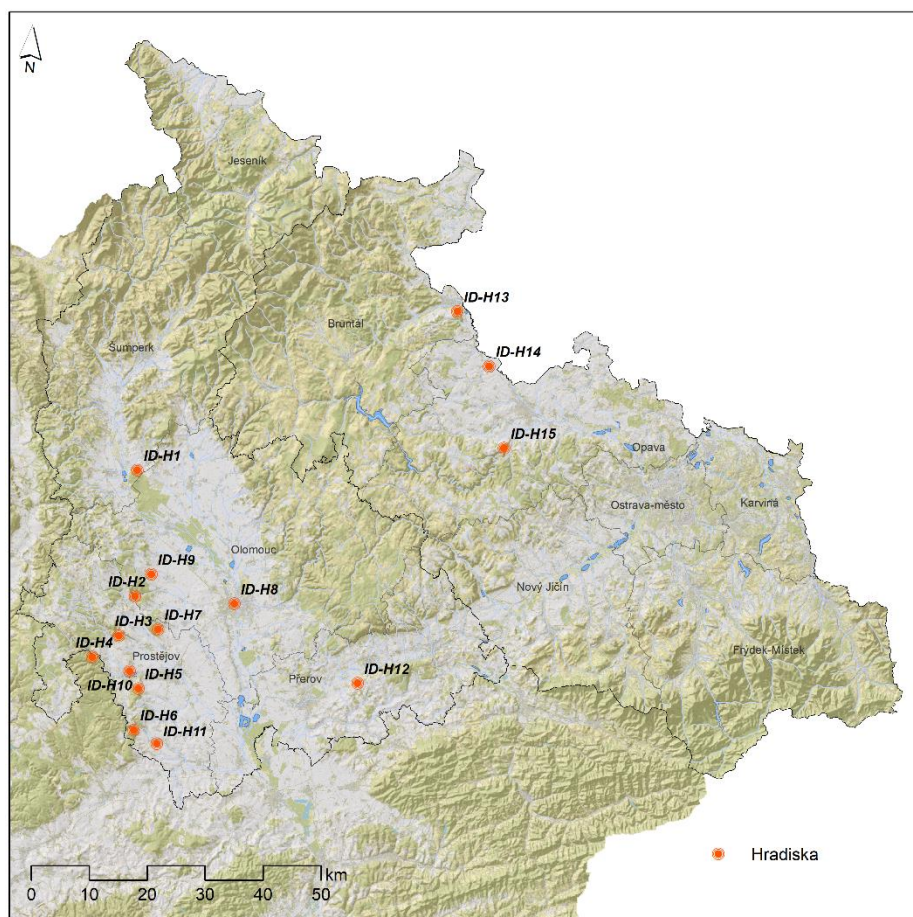 N
Jeseník
ID-H13
Bruntál
Šumperk
ID-H14
ID-H15
Opava
ID-H1
Karviná
Ostrava-město
Olomouc
ID-H9
ID-H2
Nový Jičín
ID-H8
ID-H3
ID-H7
ID-H4
Prostějov
Frýdek-Místek
ID-H12
ID-H5
Přerov
ID-H10
ID-H6
ID-H11
Hradiska
km
0 10 20 30 40 50